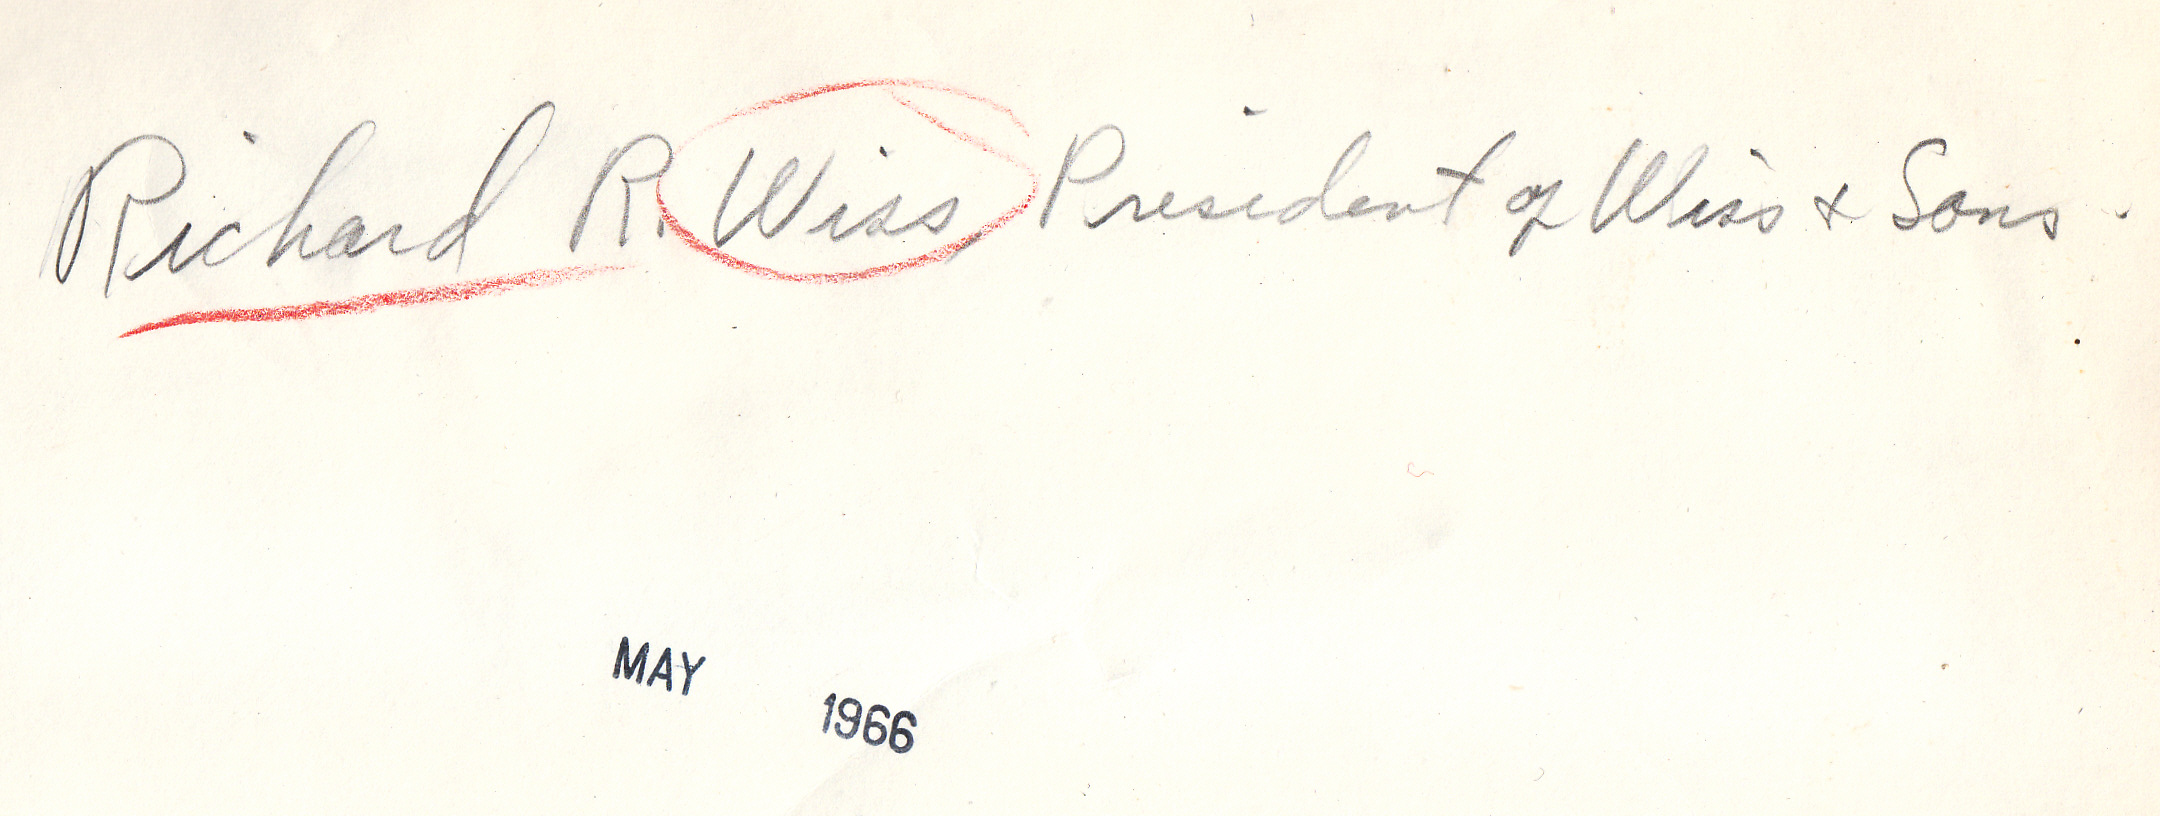 Richard R. Wiss, President of Wiss & Sons.
MAY 1966